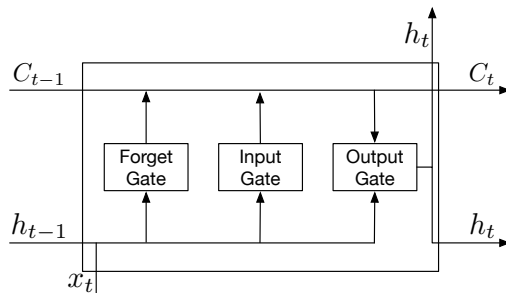 h_t
C_{t-1}
C_t
Forget
Gate
Input
Gate
Output
Gate
h_{t-1}
h_t
x_t